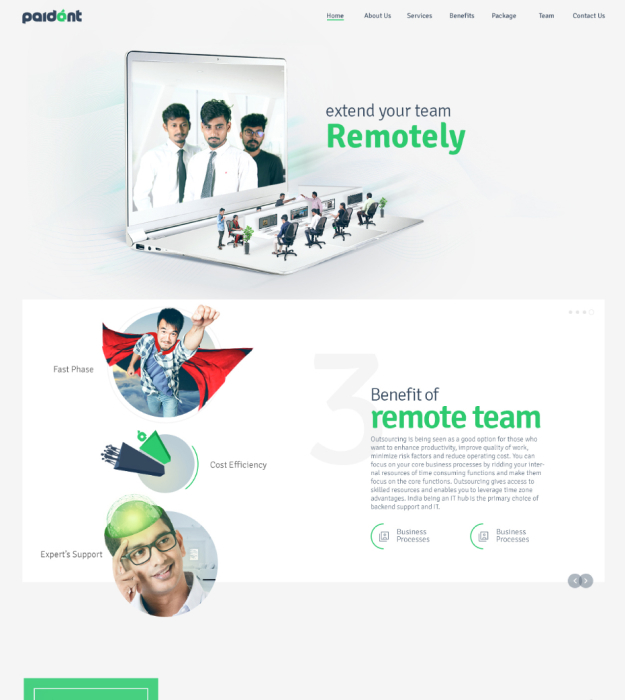 paidónt
Home About Us Services Benefits Package Team Contact Us
extend your team
Remotely
Fast Phase
Cost Efficiency
Expert's Support
3
Benefit of
remote team
Outsourcing is being seen as a good option for those who
want to enhance productivity, improve quality of work,
minimize risk factors and reduce operating cost. You can
focus on your core business processes by ridding your inter-
nal resources of time consuming functions and make them
focus on the core functions. Outsourcing gives access to
skilled resources and enables you to leverage time zone
advantages. India being an IT hub is the primary choice of
backend support and IT.
Business
Processes
Business
Processes